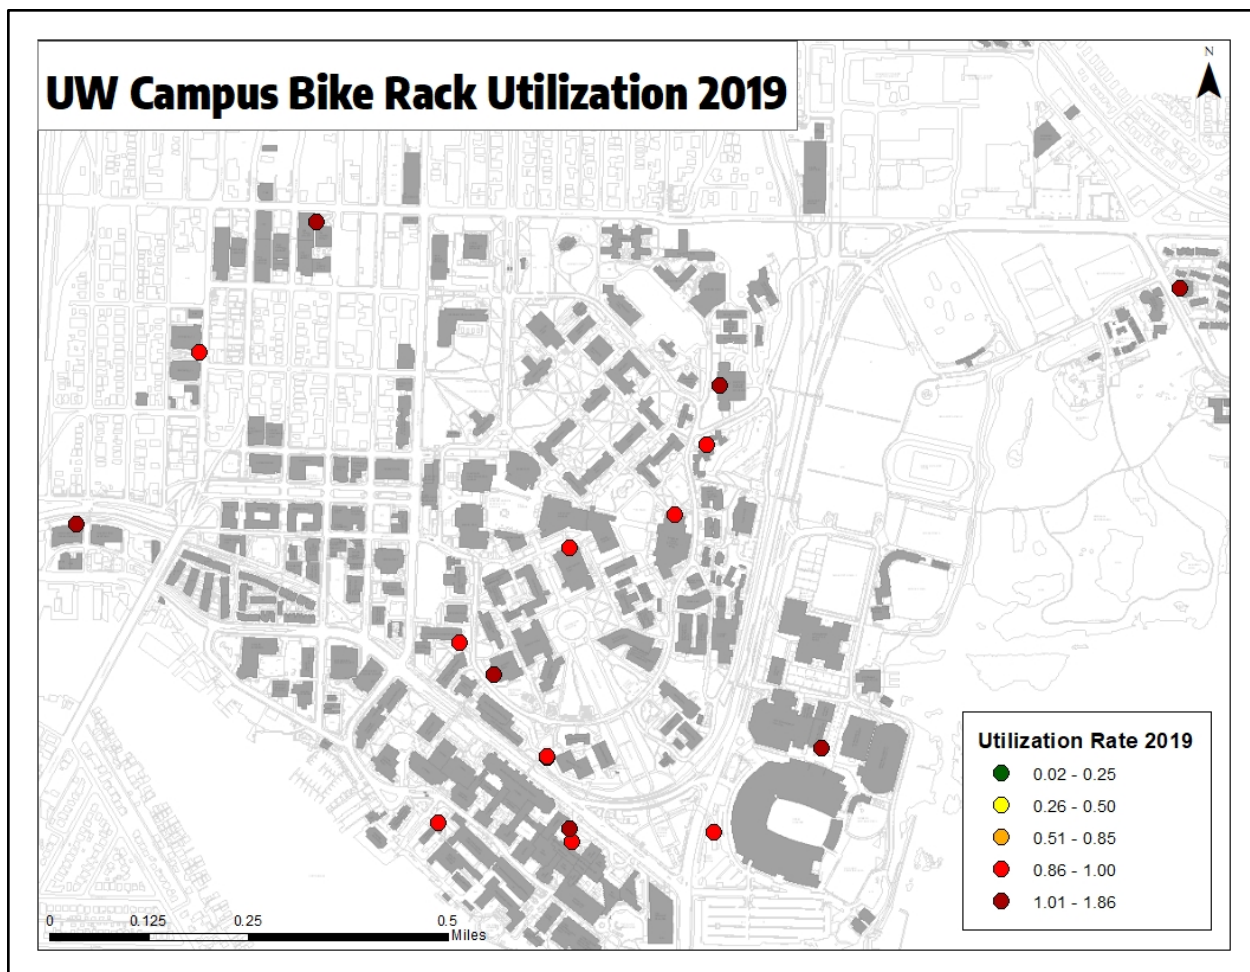 UW Campus Bike Rack Utilization 2019
N
Utilization Rate 2019
0.02 - 0.25
0.26 - 0.50
0.51 - 0.85
0.86 - 1.00
1.01 - 1.86
0 0.125 0.25 0.5
Miles